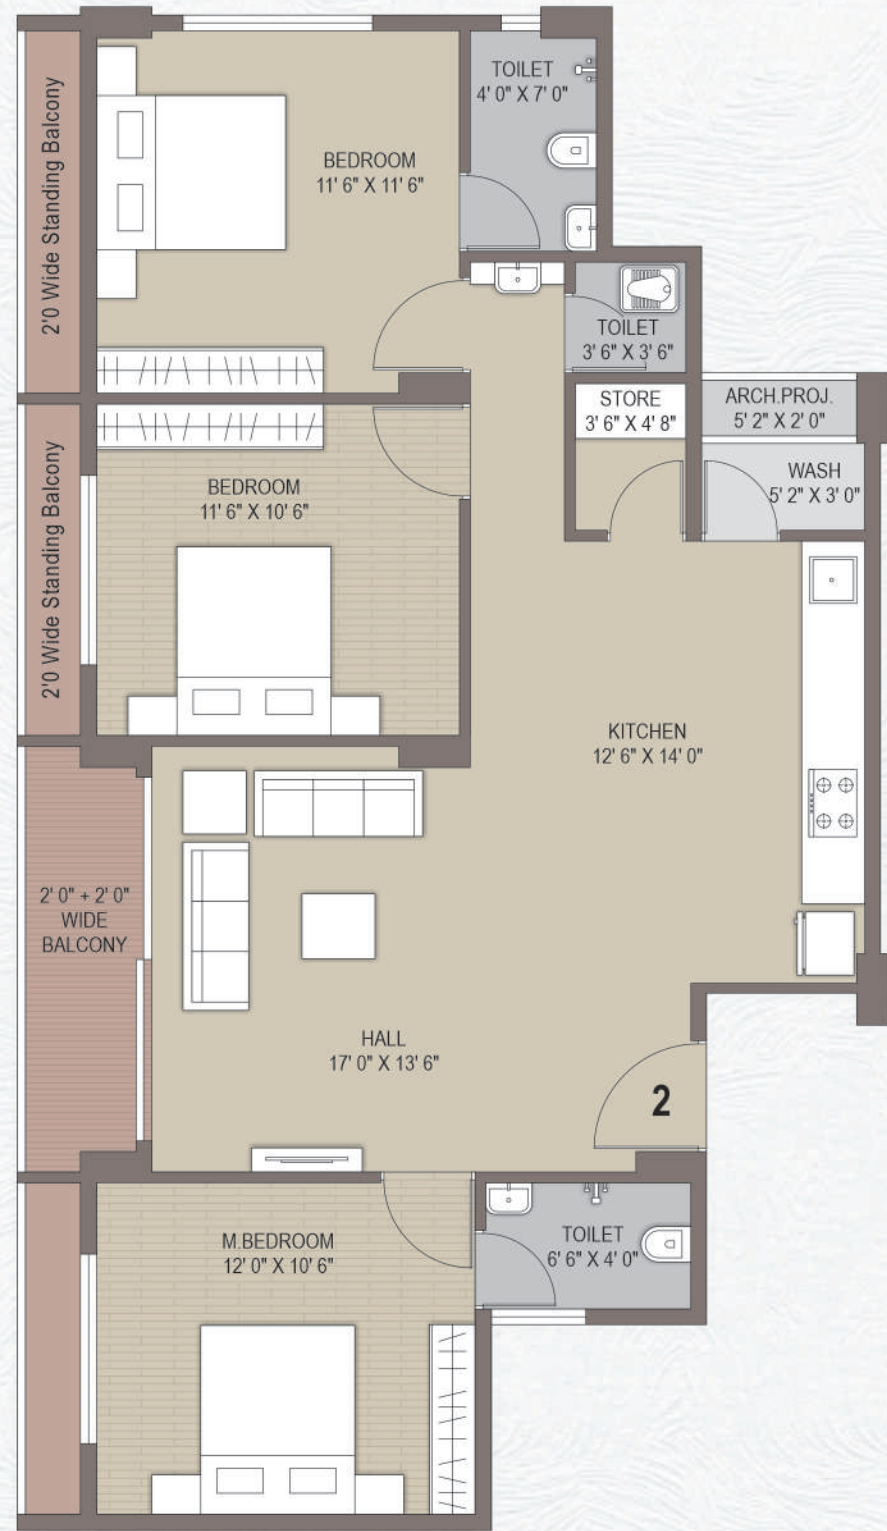 TOILET
4' 0" X 7' 0"
2'0 Wide Standing Balcony
BEDROOM
11' 6" X 11' 6"
TOILET
3' 6" X 3' 6"
STORE
3' 6" X 4' 8"
ARCH.PROJ.
5' 2" X 2' 0"
WASH
5' 2" X 3' 0"
2'0 Wide Standing Balcony
BEDROOM
11' 6" X 10' 6"
KITCHEN
12' 6" X 14' 0"
2' 0" + 2' 0"
WIDE
BALCONY
HALL
17' 0" X 13' 6"
2
M.BEDROOM
12' 0" X 10' 6"
TOILET
6' 6" X 4' 0"